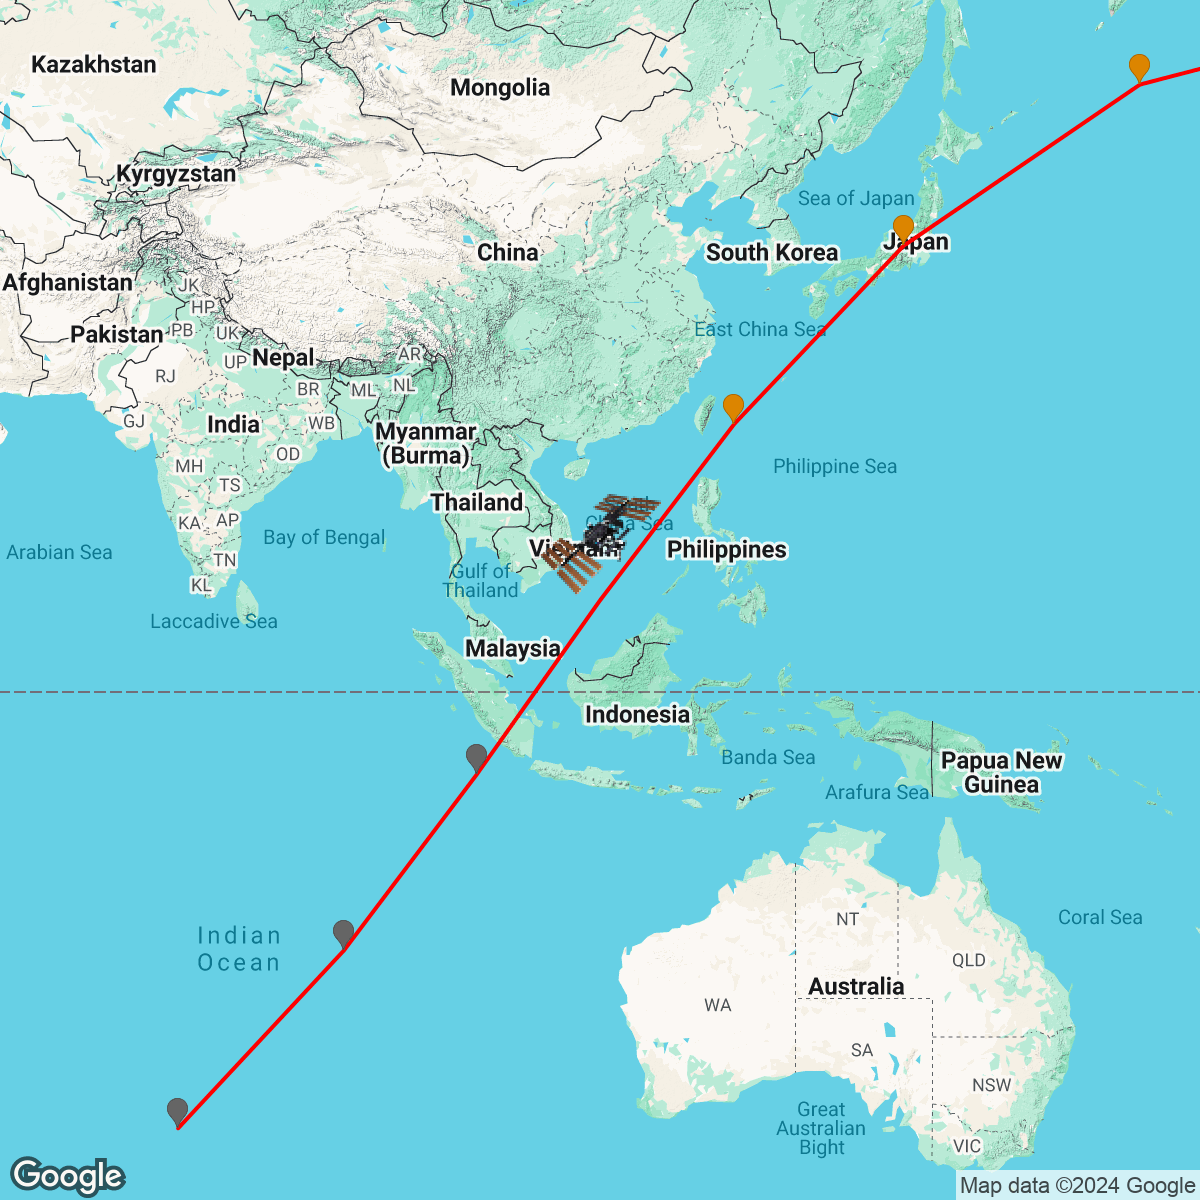 Kazakhstan
Mongolia
Kyrgyzstan
Sea of Japan
Japan
China
South Korea
Afghanistan
JK
HP
Pakistan
PB
UK
East China Sea
Nepal
AR
UP
RJ
BR
ML
NL
GJ
India
WB
Myanmar
(Burma)
OD
MH
Philippine Sea
TS
Thailand
KA
AP
China Sea
Bay of Bengal
Arabian Sea
Vietnam
Philippines
TN
Gulf of
Thailand
KL
Laccadive Sea
Malaysia
Indonesia
Banda Sea
Papua New
Guinea
Arafura Sea
Indian
Ocean
NT
Coral Sea
QLD
Australia
WA
SA
NSW
Great
Australian
Bight
VIC
Google
Map data ©2024 Google